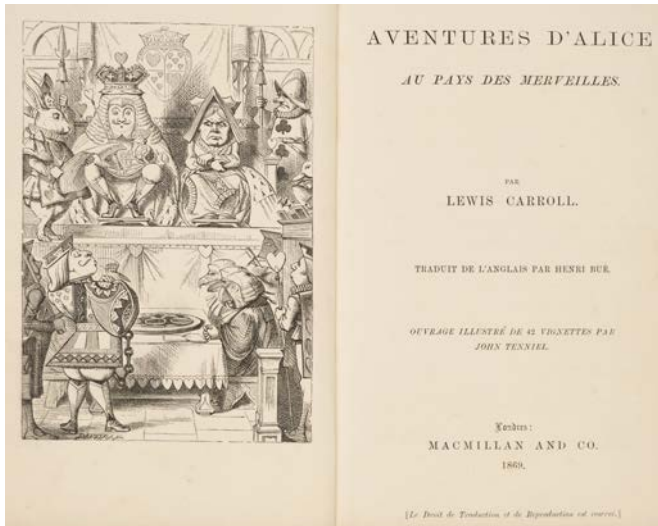 AVENTURES D'ALICE
AU PAYS DES MERVEILLES.
PAR
LEWIS CARROLL.
TRADUIT DE L'ANGLAIS PAR HENRI BUÉ.
OUVRAGE ILLUSTRÉ DE 42 VIGNETTES PAR
JOHN TENNIEL.
Londres:
MACMILLAN AND CO.
1869.
[Le Droit de Traduction et de Reproduction est